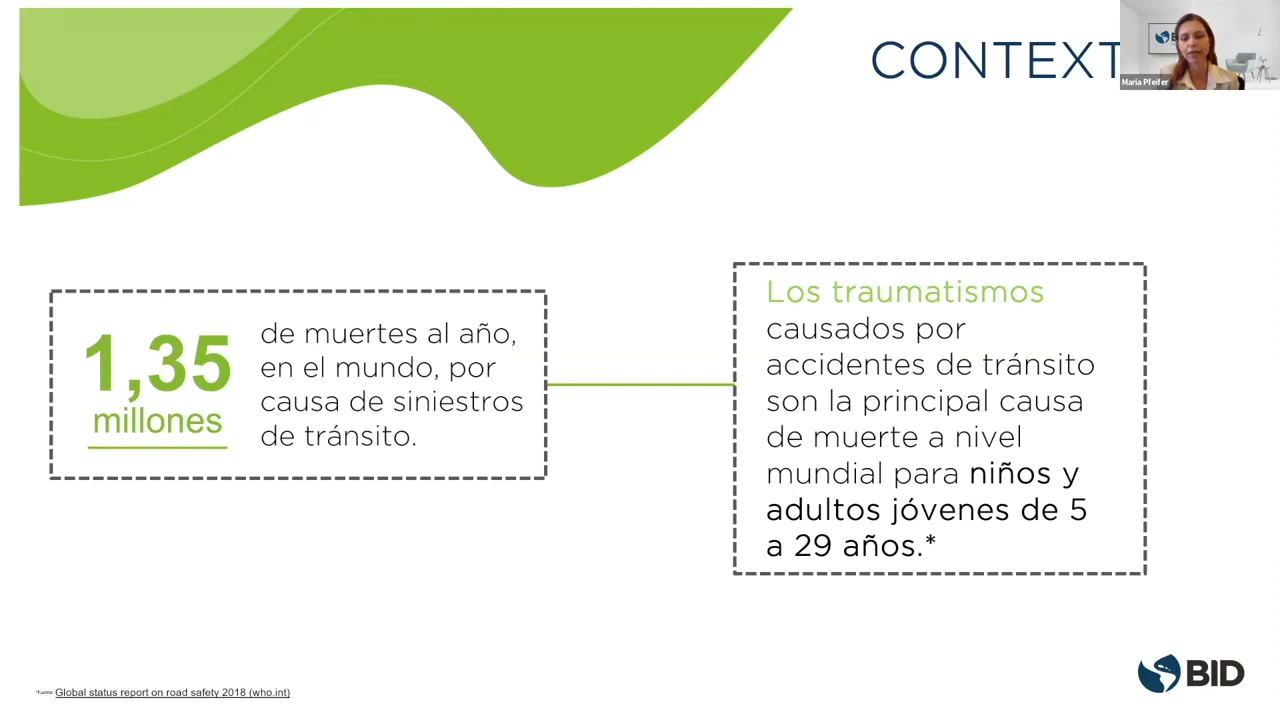 CONTEXT
Maria Pfeifer
1,35
millones
de muertes al año,
en el mundo, por
causa de siniestros
de tránsito.
Los traumatismos
causados por
accidentes de tránsito
son la principal causa
de muerte a nivel
mundial para niños y
adultos jóvenes de 5
a 29 años.*
*Fuente: Global status report on road safety 2018 (who.int)
BID